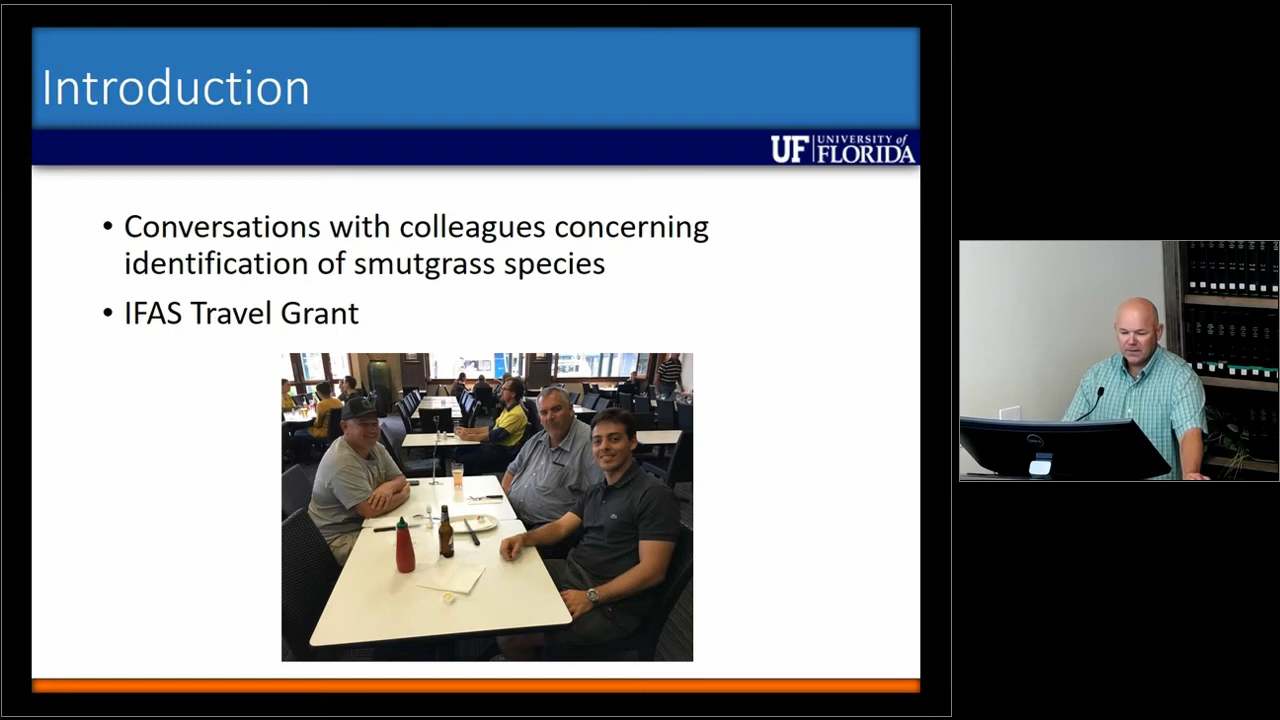 Introduction
UF UNIVERSITY of
FLORIDA
• Conversations with colleagues concerning
identification of smutgrass species
• IFAS Travel Grant